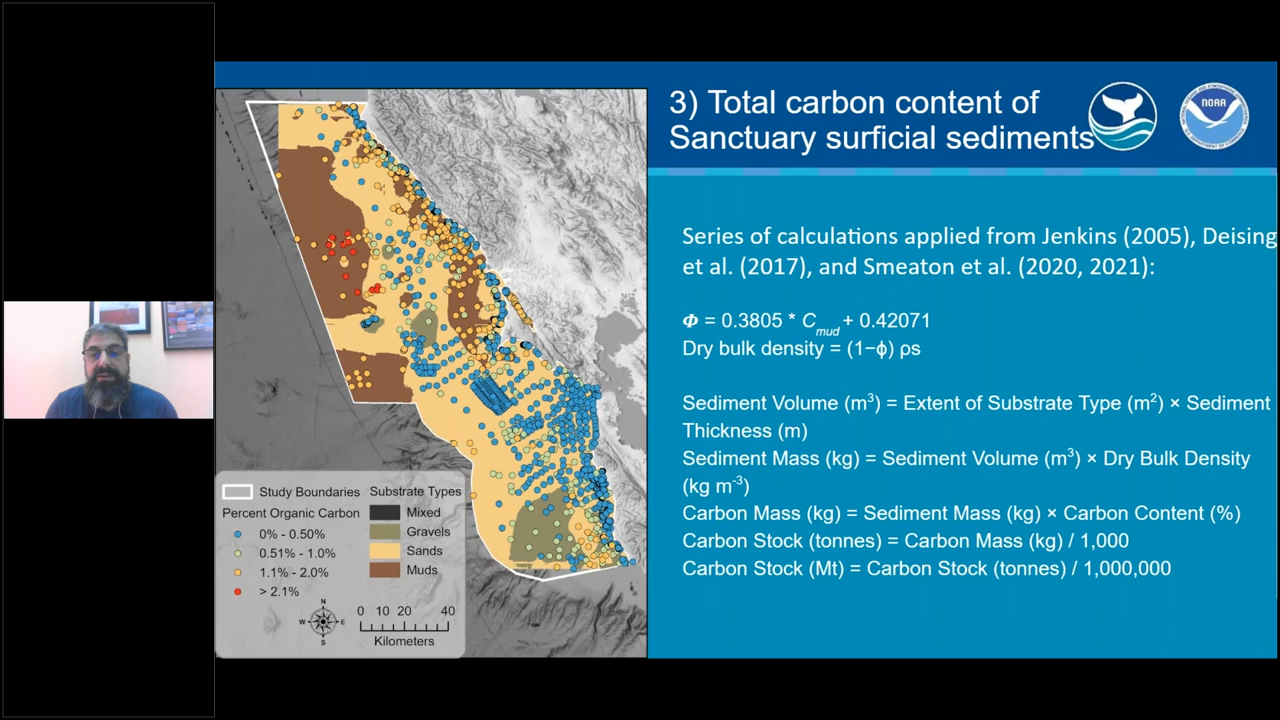 3) Total carbon content of
Sanctuary surficial sediments
NOAA
Series of calculations applied from Jenkins (2005), Deising
et al. (2017), and Smeaton et al. (2020, 2021):
Φ = 0.3805 * Cmud + 0.42071
Dry bulk density = (1−ϕ) ρs
Sediment Volume (m³) = Extent of Substrate Type (m²) × Sediment
Thickness (m)
Sediment Mass (kg) = Sediment Volume (m³) × Dry Bulk Density
(kg m⁻³)
Carbon Mass (kg) = Sediment Mass (kg) × Carbon Content (%)
Carbon Stock (tonnes) = Carbon Mass (kg) / 1,000
Carbon Stock (Mt) = Carbon Stock (tonnes) / 1,000,000
Study Boundaries
Percent Organic Carbon
0% - 0.50%
0.51% - 1.0%
1.1% - 2.0%
> 2.1%
Substrate Types
Mixed
Gravels
Sands
Muds
N
W E
S
0 10 20 40
Kilometers